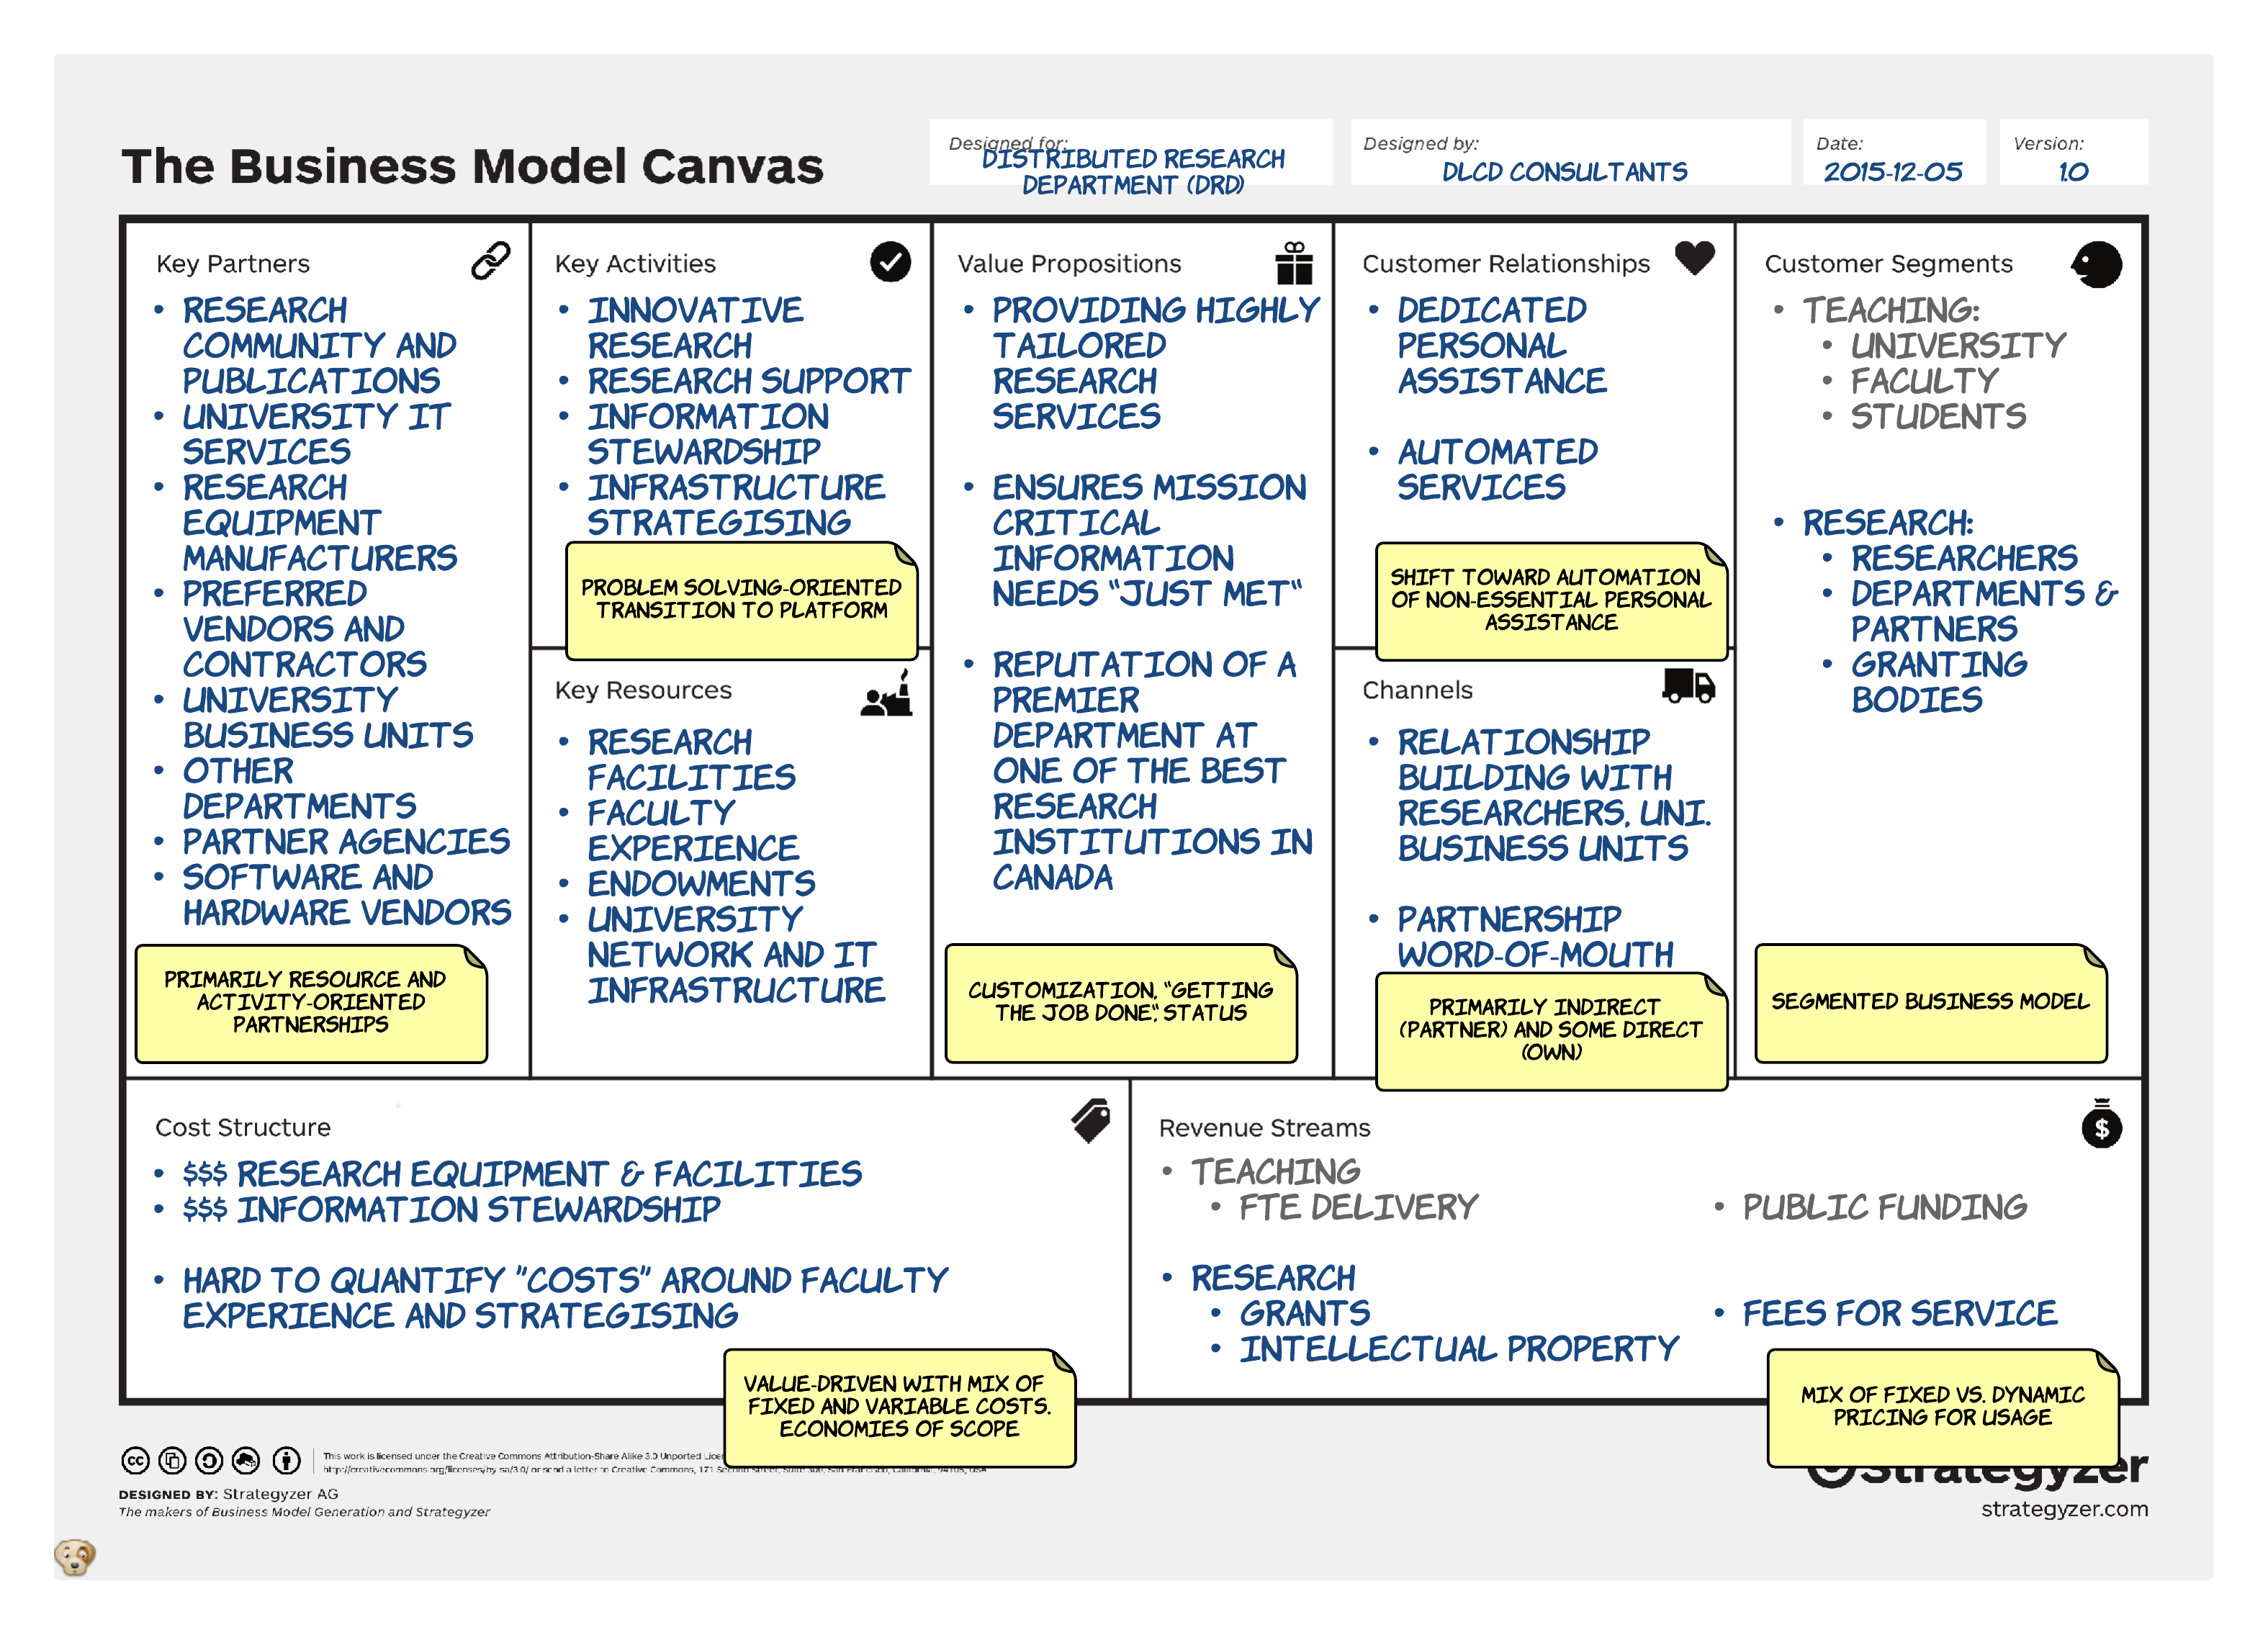 The Business Model Canvas
Designed for:
DISTRIBUTED RESEARCH
DEPARTMENT (DRD)
Designed by:
DLCD CONSULTANTS
Date:
2015-12-05
Version:
1.0
Key Partners
• RESEARCH
COMMUNITY AND
PUBLICATIONS
• UNIVERSITY IT
SERVICES
• RESEARCH
EQUIPMENT
MANUFACTURERS
• PREFERRED
VENDORS AND
CONTRACTORS
• UNIVERSITY
BUSINESS UNITS
• OTHER
DEPARTMENTS
• PARTNER AGENCIES
• SOFTWARE AND
HARDWARE VENDORS
PRIMARILY RESOURCE AND
ACTIVITY-ORIENTED
PARTNERSHIPS
Key Activities
• INNOVATIVE
RESEARCH
• RESEARCH SUPPORT
• INFORMATION
STEWARDSHIP
• INFRASTRUCTURE
STRATEGISING
PROBLEM SOLVING-ORIENTED
TRANSITION TO PLATFORM
Key Resources
• RESEARCH
FACILITIES
• FACULTY
EXPERIENCE
• ENDOWMENTS
• UNIVERSITY
NETWORK AND IT
INFRASTRUCTURE
Value Propositions
• PROVIDING HIGHLY
TAILORED
RESEARCH
SERVICES
• ENSURES MISSION
CRITICAL
INFORMATION
NEEDS "JUST MET"
• REPUTATION OF A
PREMIER
DEPARTMENT AT
ONE OF THE BEST
RESEARCH
INSTITUTIONS IN
CANADA
CUSTOMIZATION, "GETTING
THE JOB DONE", STATUS
Customer Relationships
• DEDICATED
PERSONAL
ASSISTANCE
• AUTOMATED
SERVICES
SHIFT TOWARD AUTOMATION
OF NON-ESSENTIAL PERSONAL
ASSISTANCE
Channels
• RELATIONSHIP
BUILDING WITH
RESEARCHERS, UNI.
BUSINESS UNITS
• PARTNERSHIP
WORD-OF-MOUTH
PRIMARILY INDIRECT
(PARTNER) AND SOME DIRECT
(OWN)
Customer Segments
• TEACHING:
• UNIVERSITY
• FACULTY
• STUDENTS
• RESEARCH:
• RESEARCHERS
• DEPARTMENTS &
PARTNERS
• GRANTING
BODIES
SEGMENTED BUSINESS MODEL
Cost Structure
• $$$ RESEARCH EQUIPMENT & FACILITIES
• $$$ INFORMATION STEWARDSHIP
• HARD TO QUANTIFY "COSTS" AROUND FACULTY
EXPERIENCE AND STRATEGISING
VALUE-DRIVEN WITH MIX OF
FIXED AND VARIABLE COSTS.
ECONOMIES OF SCOPE
Revenue Streams
• TEACHING
• FTE DELIVERY
• PUBLIC FUNDING
• RESEARCH
• GRANTS
• FEES FOR SERVICE
• INTELLECTUAL PROPERTY
MIX OF FIXED VS. DYNAMIC
PRICING FOR USAGE
This work is licensed under the Creative Commons Attribution-Share Alike 3.0 Unported
http://creativecommons.org/licenses/by-sa/3.0/ or send a letter to Creative Commons, 171 Second Street, Suite 300, San Francisco, California, 94105, USA
DESIGNED BY: Strategyzer AG
The makers of Business Model Generation and Strategyzer
Strategyzer
strategyzer.com